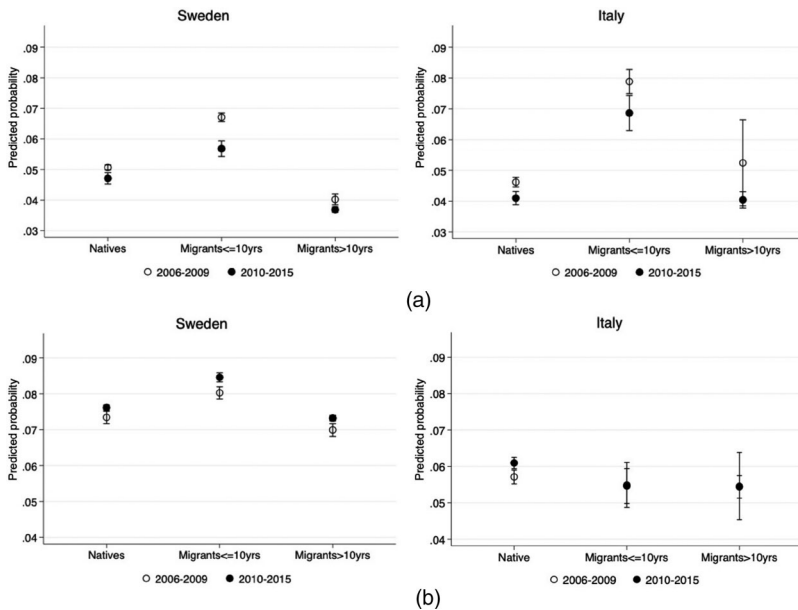 Sweden
.09
.08
.07
.06
.05
.04
.03
Predicted probability
Natives Migrants<=10yrs Migrants>10yrs
2006-2009 2010-2015
Italy
.09
.08
.07
.06
.05
.04
.03
Predicted probability
Natives Migrants<=10yrs Migrants>10yrs
2006-2009 2010-2015
(a)
Sweden
.09
.08
.07
.06
.05
.04
Predicted probability
Natives Migrants<=10yrs Migrants>10yrs
2006-2009 2010-2015
Italy
.09
.08
.07
.06
.05
.04
Predicted probability
Native Migrants<=10yrs Migrants>10yrs
2006-2009 2010-2015
(b)